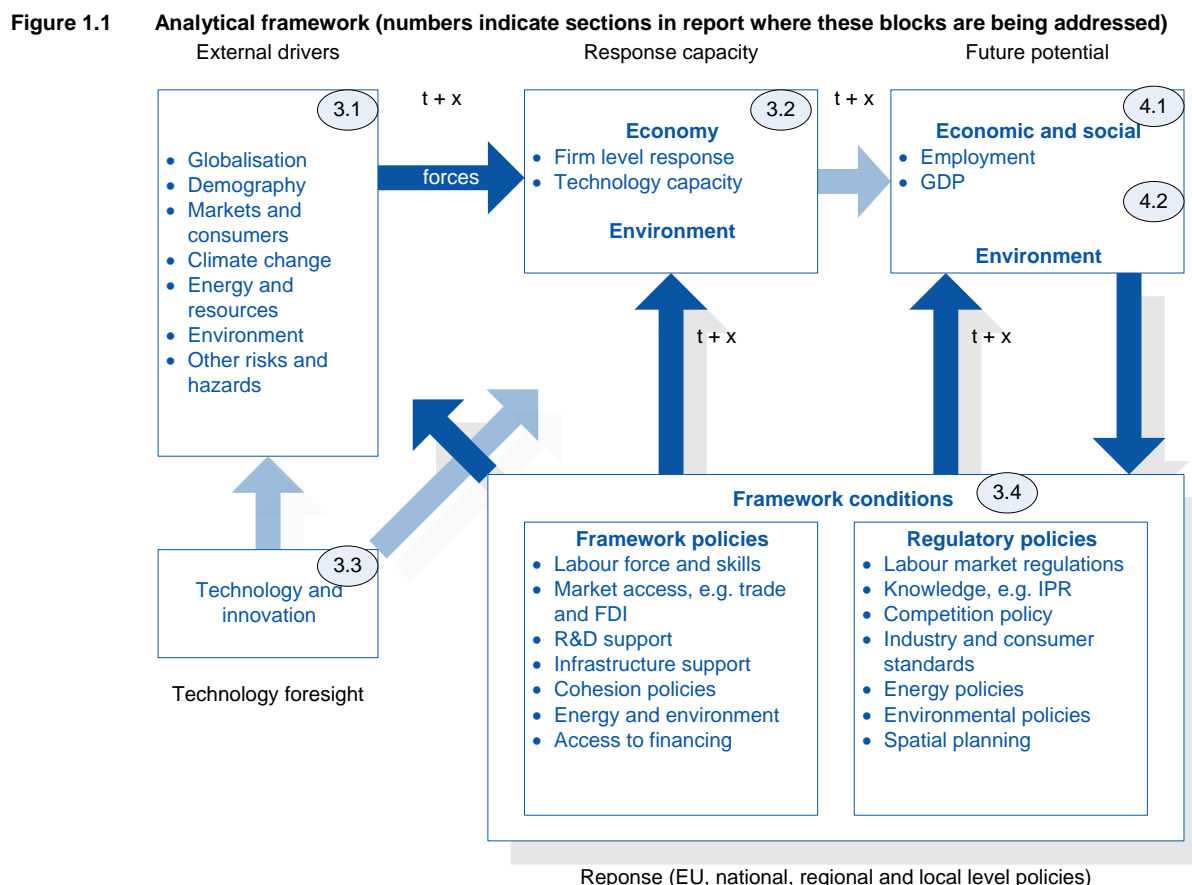 Figure 1.1 Analytical framework (numbers indicate sections in report where these blocks are being addressed)
External drivers
Response capacity
Future potential
3.1
• Globalisation
• Demography
• Markets and
consumers
• Climate change
• Energy and
resources
• Environment
• Other risks and
hazards
t + x
forces
3.2
Economy
• Firm level response
• Technology capacity
Environment
t + x
4.1
Economic and social
• Employment
• GDP
4.2
Environment
t + x
t + x
3.3
Technology and
innovation
Technology foresight
Framework conditions
3.4
Framework policies
• Labour force and skills
• Market access, e.g. trade
and FDI
• R&D support
• Infrastructure support
• Cohesion policies
• Energy and environment
• Access to financing
Regulatory policies
• Labour market regulations
• Knowledge, e.g. IPR
• Competition policy
• Industry and consumer
standards
• Energy policies
• Environmental policies
• Spatial planning
Reponse (EU, national, regional and local level policies)